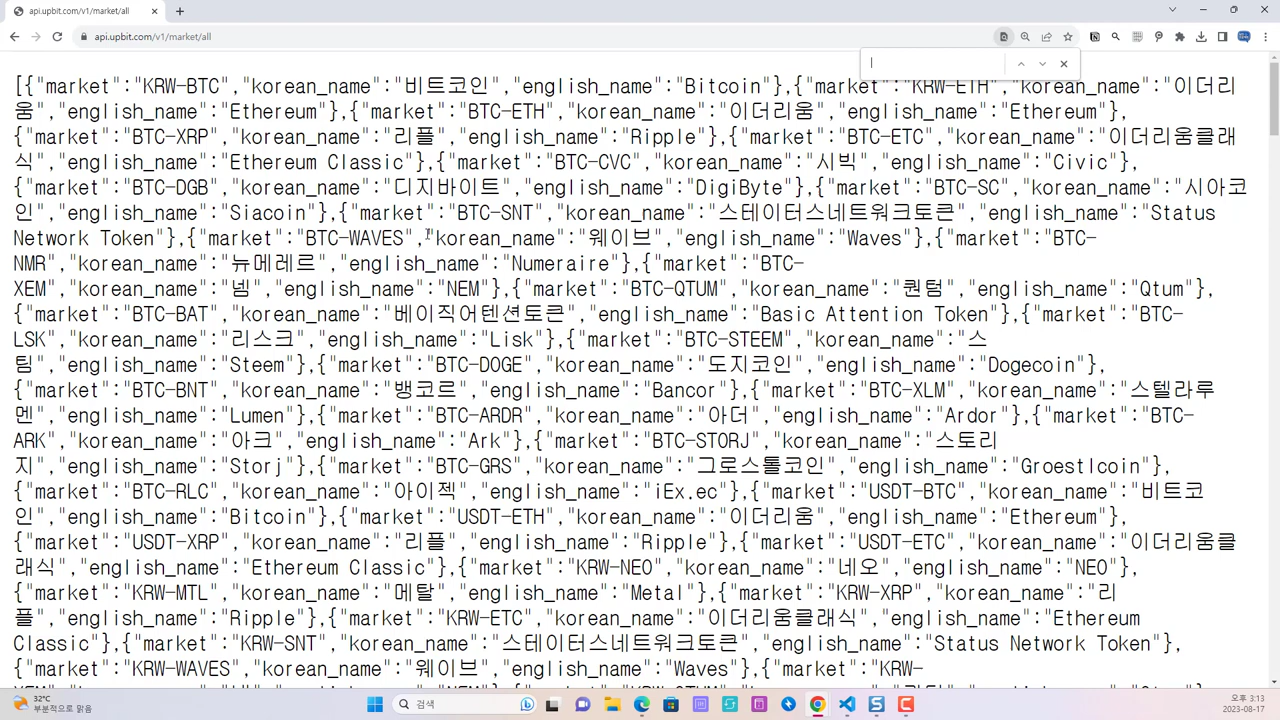 api.upbit.com/v1/market/all
api.upbit.com/v1/market/all
[{"market":"KRW-BTC","korean_name":"비트코인","english_name":"Bitcoin"},{"market":"KRW-ETH","korean_name":"이더리
움","english_name":"Ethereum"},{"market":"BTC-ETH","korean_name":"이더리움","english_name":"Ethereum"},
{"market":"BTC-XRP","korean_name":"리플","english_name":"Ripple"},{"market":"BTC-ETC","korean_name":"이더리움클래
식","english_name":"Ethereum Classic"},{"market":"BTC-CVC","korean_name":"시빅","english_name":"Civic"},
{"market":"BTC-DGB","korean_name":"디지바이트","english_name":"DigiByte"},{"market":"BTC-SC","korean_name":"시아코
인","english_name":"Siacoin"},{"market":"BTC-SNT","korean_name":"스테이터스네트워크토큰","english_name":"Status
Network Token"},{"market":"BTC-WAVES","korean_name":"웨이브","english_name":"Waves"},{"market":"BTC-
NMR","korean_name":"뉴메레르","english_name":"Numeraire"},{"market":"BTC-
XEM","korean_name":"넴","english_name":"NEM"},{"market":"BTC-QTUM","korean_name":"퀀텀","english_name":"Qtum"},
{"market":"BTC-BAT","korean_name":"베이직어텐션토큰","english_name":"Basic Attention Token"},{"market":"BTC-
LSK","korean_name":"리스크","english_name":"Lisk"},{"market":"BTC-STEEM","korean_name":"스
팀","english_name":"Steem"},{"market":"BTC-DOGE","korean_name":"도지코인","english_name":"Dogecoin"},
{"market":"BTC-BNT","korean_name":"뱅코르","english_name":"Bancor"},{"market":"BTC-XLM","korean_name":"스텔라루
멘","english_name":"Lumen"},{"market":"BTC-ARDR","korean_name":"아더","english_name":"Ardor"},{"market":"BTC-
ARK","korean_name":"아크","english_name":"Ark"},{"market":"BTC-STORJ","korean_name":"스토리
지","english_name":"Storj"},{"market":"BTC-GRS","korean_name":"그로스톨코인","english_name":"Groestlcoin"},
{"market":"BTC-RLC","korean_name":"아이젝","english_name":"iEx.ec"},{"market":"USDT-BTC","korean_name":"비트코
인","english_name":"Bitcoin"},{"market":"USDT-ETH","korean_name":"이더리움","english_name":"Ethereum"},
{"market":"USDT-XRP","korean_name":"리플","english_name":"Ripple"},{"market":"USDT-ETC","korean_name":"이더리움클
래식","english_name":"Ethereum Classic"},{"market":"KRW-NEO","korean_name":"네오","english_name":"NEO"},
{"market":"KRW-MTL","korean_name":"메탈","english_name":"Metal"},{"market":"KRW-XRP","korean_name":"리
플","english_name":"Ripple"},{"market":"KRW-ETC","korean_name":"이더리움클래식","english_name":"Ethereum
Classic"},{"market":"KRW-SNT","korean_name":"스테이터스네트워크토큰","english_name":"Status Network Token"},
{"market":"KRW-WAVES","korean_name":"웨이브","english_name":"Waves"},{"market":"KRW-
32°C
부분적으로 맑음
검색
오후 3:13
2023-08-17